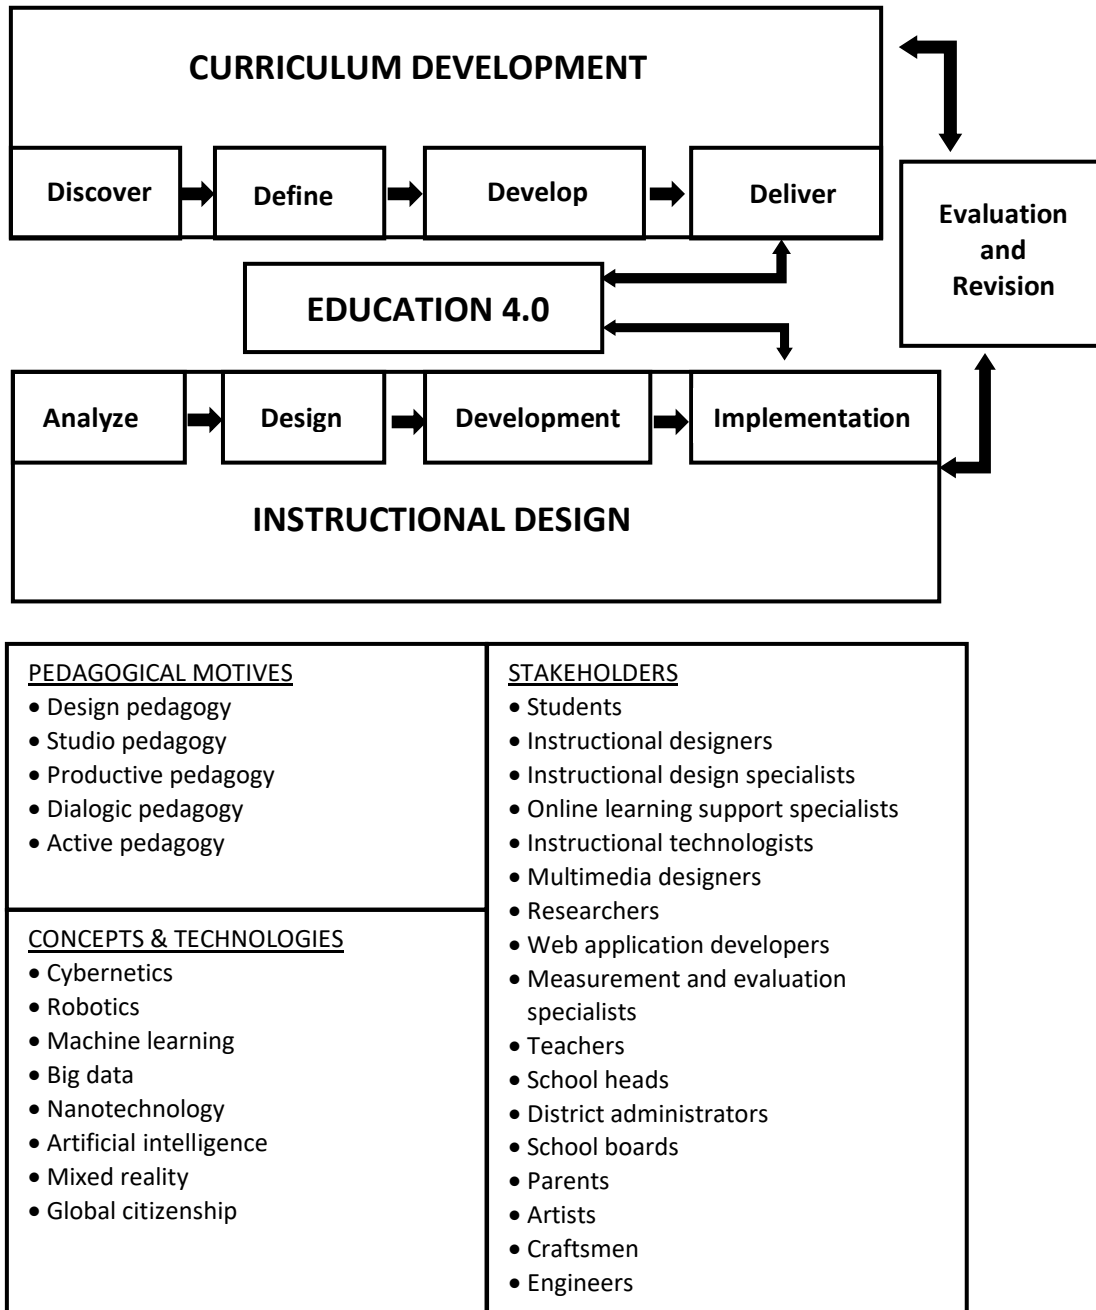 CURRICULUM DEVELOPMENT
Discover
Define
Develop
Deliver
Evaluation
and
Revision
EDUCATION 4.0
Analyze
Design
Development
Implementation
INSTRUCTIONAL DESIGN
PEDAGOGICAL MOTIVES
• Design pedagogy
• Studio pedagogy
• Productive pedagogy
• Dialogic pedagogy
• Active pedagogy
CONCEPTS & TECHNOLOGIES
• Cybernetics
• Robotics
• Machine learning
• Big data
• Nanotechnology
• Artificial intelligence
• Mixed reality
• Global citizenship
STAKEHOLDERS
• Students
• Instructional designers
• Instructional design specialists
• Online learning support specialists
• Instructional technologists
• Multimedia designers
• Researchers
• Web application developers
• Measurement and evaluation
specialists
• Teachers
• School heads
• District administrators
• School boards
• Parents
• Artists
• Craftsmen
• Engineers